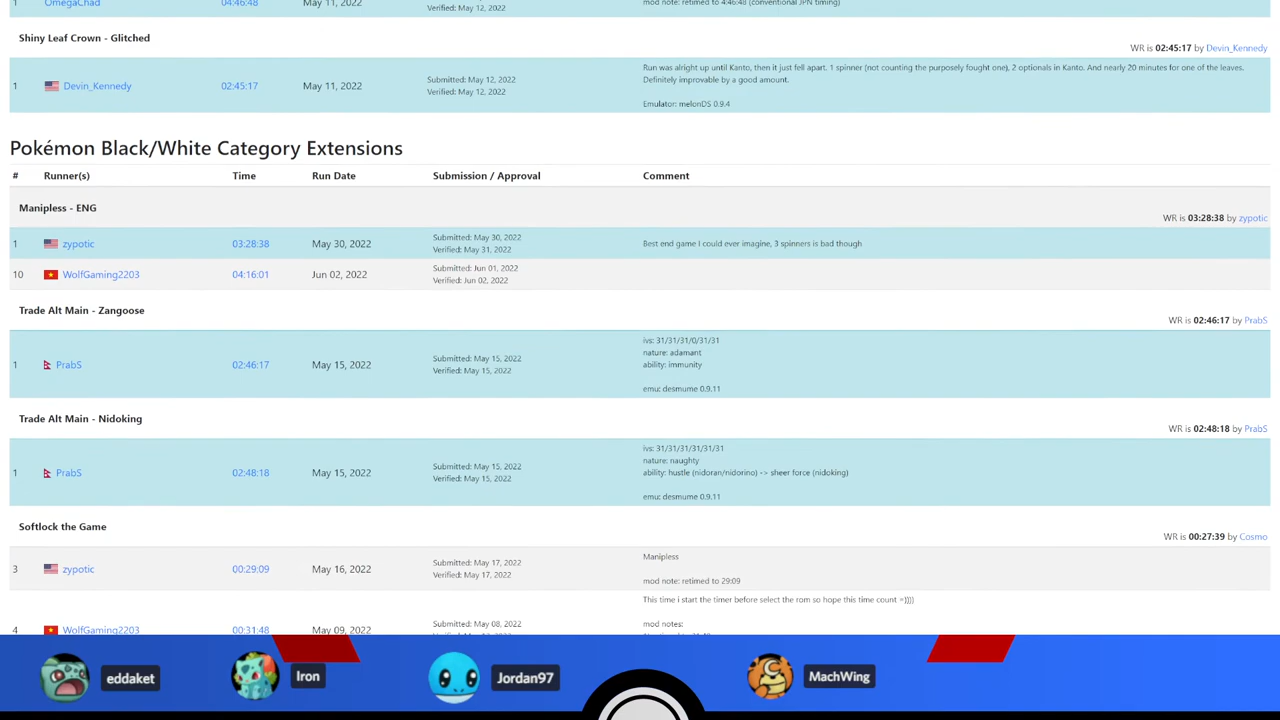 1 OmegaChad 04:46:48 May 11, 2022 Verified: May 12, 2022 mod note: retimed to 4:46:48 (conventional JPN timing)
Shiny Leaf Crown - Glitched
WR is 02:45:17 by Devin_Kennedy
1 Devin_Kennedy 02:45:17 May 11, 2022
Submitted: May 12, 2022
Verified: May 12, 2022
Run was alright up until Kanto, then it just fell apart. 1 spinner (not counting the purposely fought one), 2 optionals in Kanto. And nearly 20 minutes for one of the leaves.
Definitely improvable by a good amount.
Emulator: melonDS 0.9.4
Pokémon Black/White Category Extensions
# Runner(s) Time Run Date Submission / Approval Comment
Manipless - ENG
WR is 03:28:38 by zypotic
1 zypotic 03:28:38 May 30, 2022
Submitted: May 30, 2022
Verified: May 31, 2022
Best end game I could ever imagine, 3 spinners is bad though
10 WolfGaming2203 04:16:01 Jun 02, 2022
Submitted: Jun 01, 2022
Verified: Jun 02, 2022
Trade Alt Main - Zangoose
WR is 02:46:17 by PrabS
1 PrabS 02:46:17 May 15, 2022
Submitted: May 15, 2022
Verified: May 15, 2022
ivs: 31/31/31/0/31/31
nature: adamant
ability: immunity
emu: desmume 0.9.11
Trade Alt Main - Nidoking
WR is 02:48:18 by PrabS
1 PrabS 02:48:18 May 15, 2022
Submitted: May 15, 2022
Verified: May 15, 2022
ivs: 31/31/31/31/31/31
nature: naughty
ability: hustle (nidoran/nidorino) -> sheer force (nidoking)
emu: desmume 0.9.11
Softlock the Game
WR is 00:27:39 by Cosmo
3 zypotic 00:29:09 May 16, 2022
Submitted: May 17, 2022
Verified: May 17, 2022
Manipless
mod note: retimed to 29:09
4 WolfGaming2203 00:31:48 May 09, 2022
Submitted: May 08, 2022
This time i start the timer before select the rom so hope this time count =))))
mod notes:
eddaket Iron Jordan97 MachWing